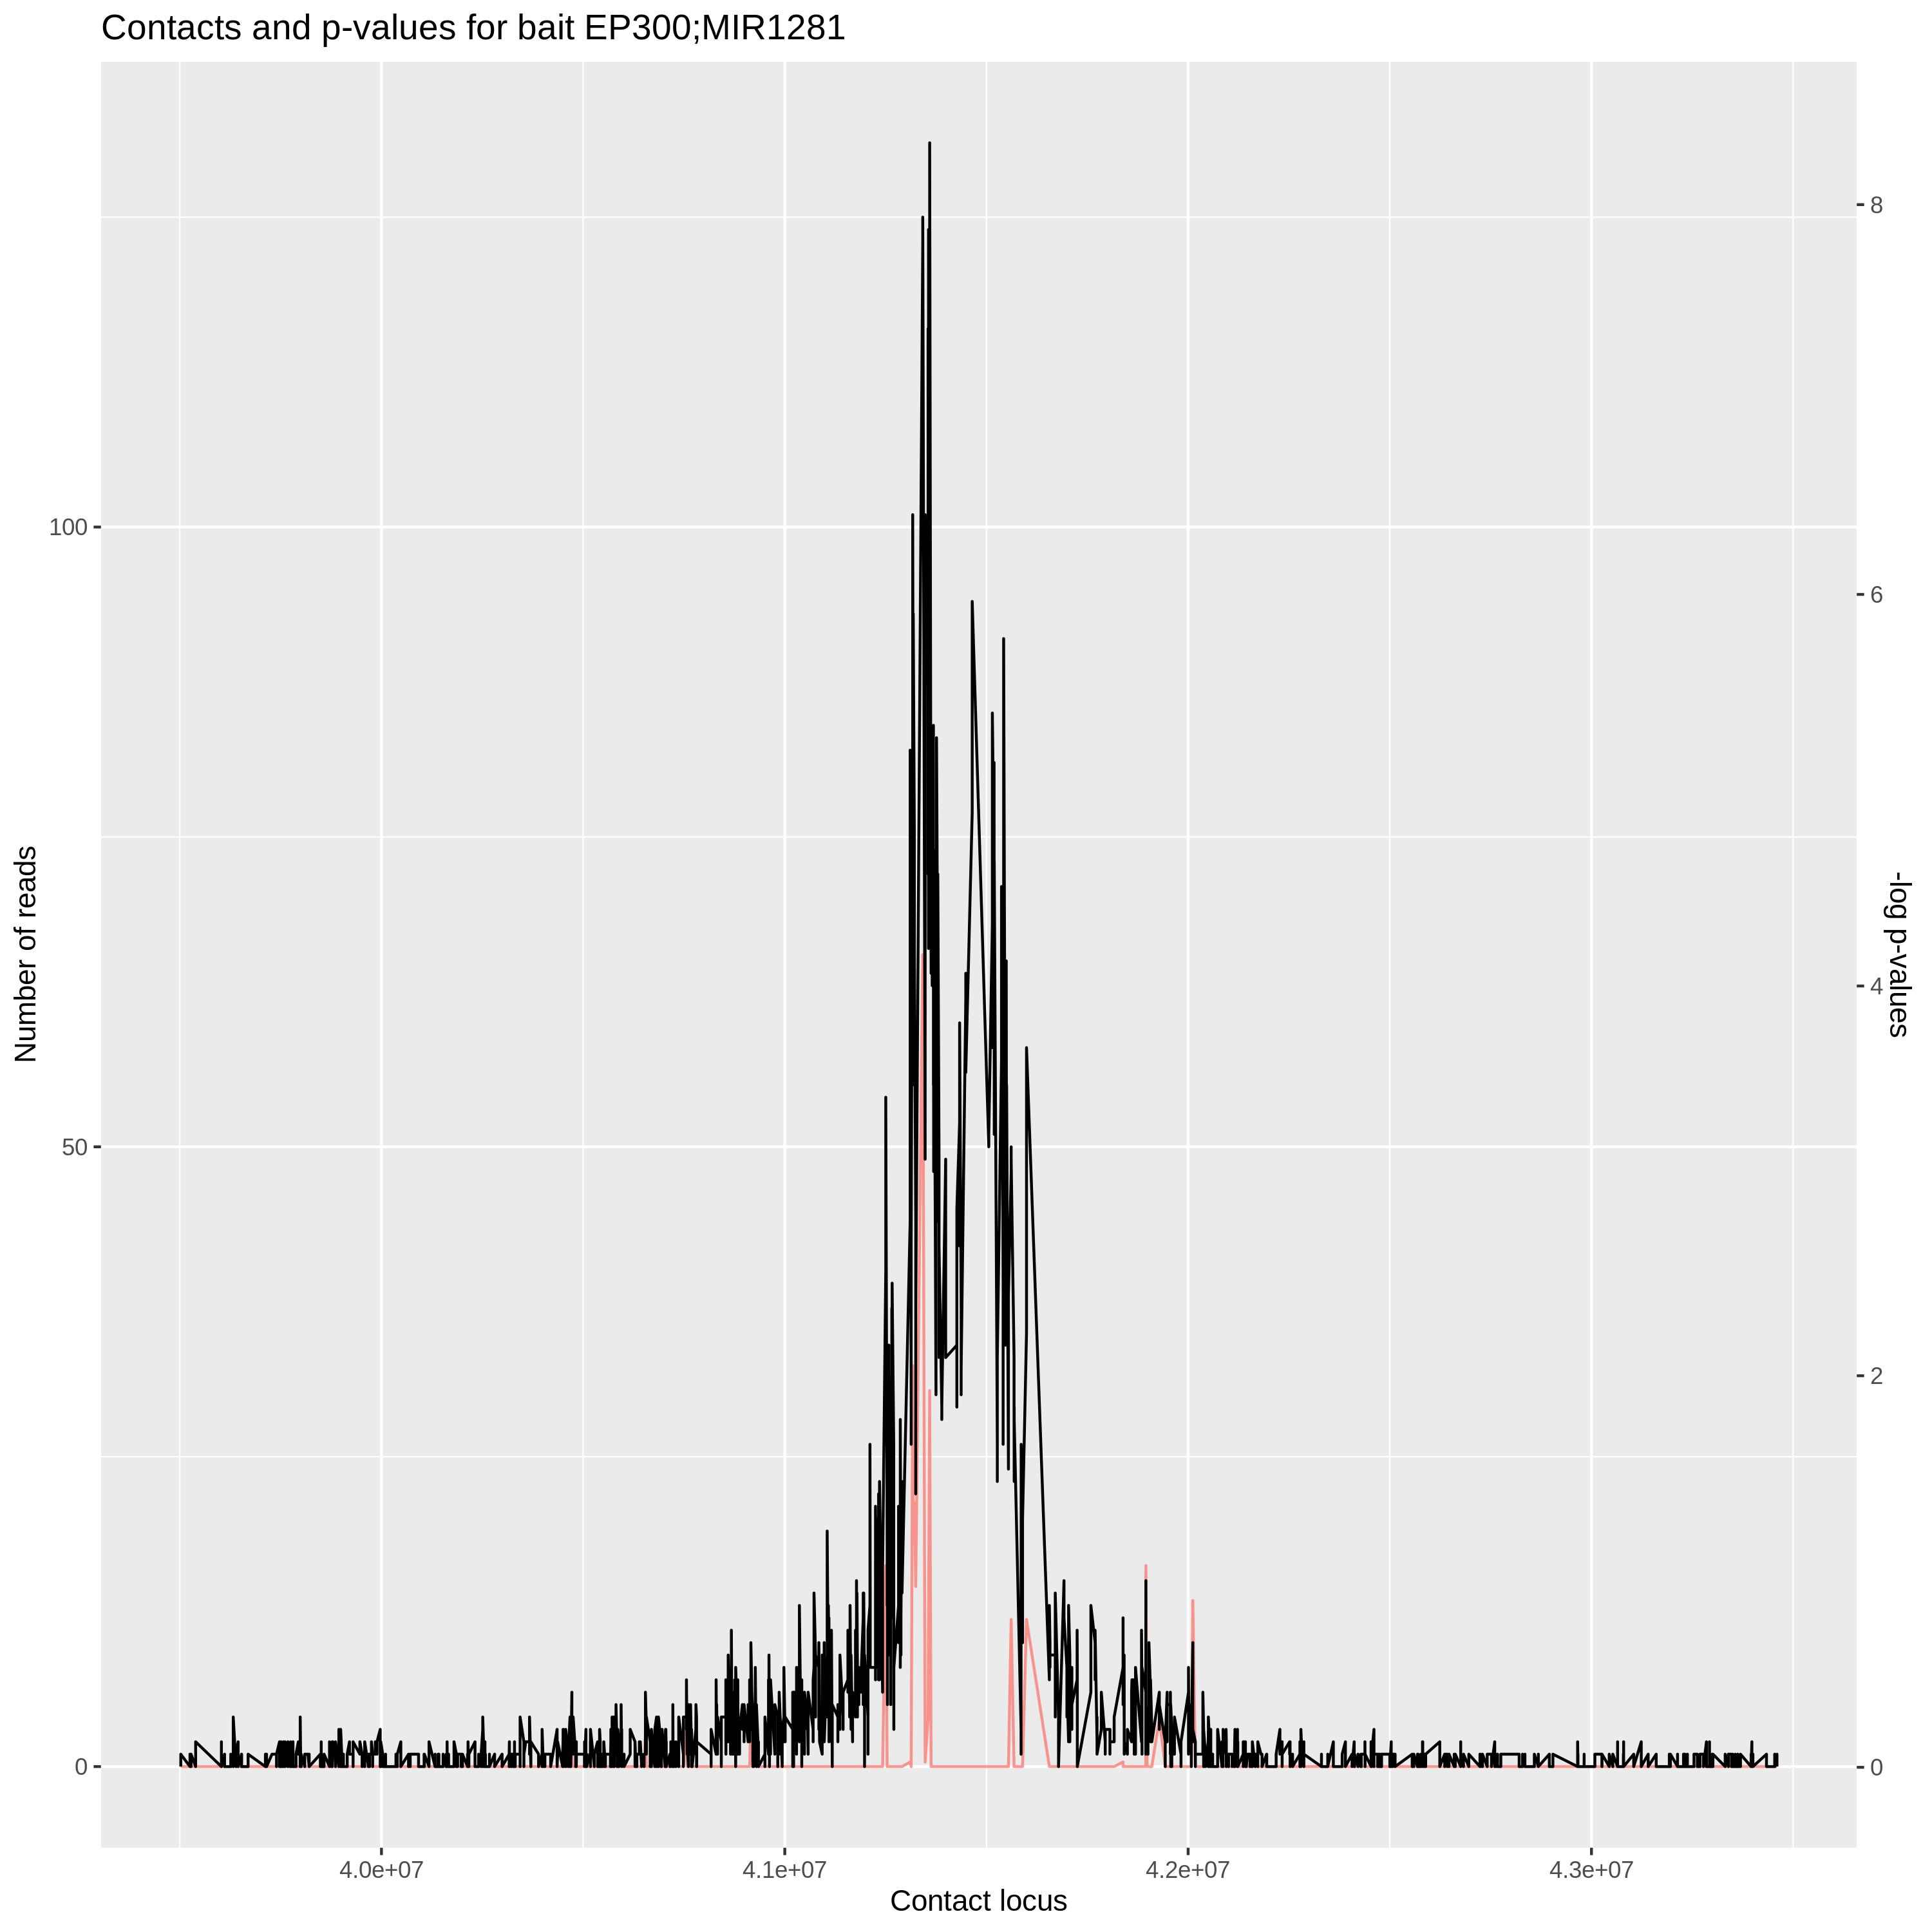 Contacts and p-values for bait EP300;MIR1281
Number of reads
100
50
0
8
6
4
2
0
-log p-values
4.0e+07
4.1e+07
4.2e+07
4.3e+07
Contact locus